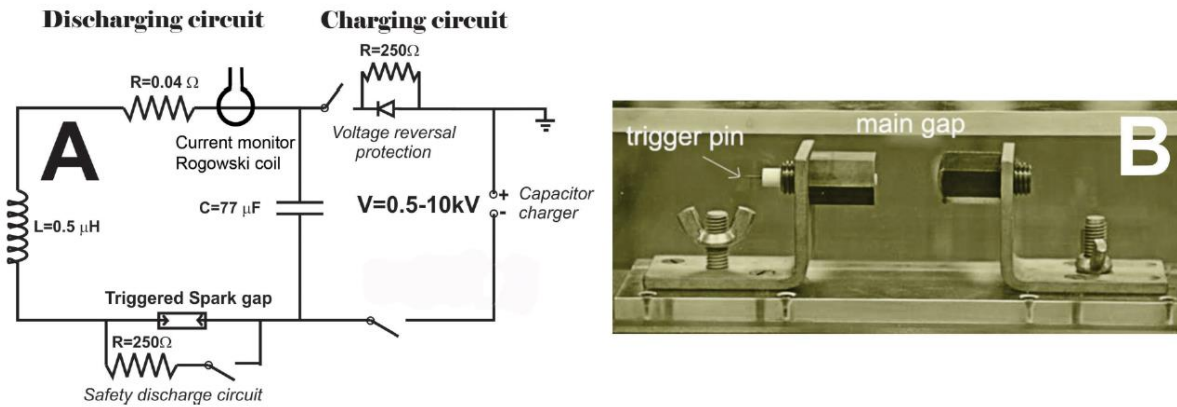 Discharging circuit
Charging circuit
R=250Ω
R=0.04 Ω
A
Current monitor
Rogowski coil
Voltage reversal
protection
L=0.5 μH
C=77 μF
V=0.5-10kV
+
-
Capacitor
charger
Triggered Spark gap
R=250Ω
Safety discharge circuit
trigger pin
main gap
B